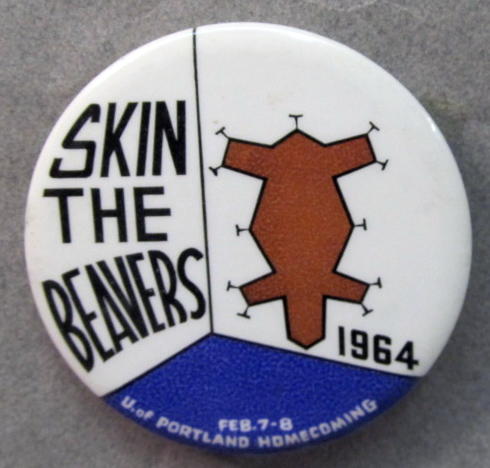 SKIN
THE
BEAVERS
1964
FEB. 7-8
U. of PORTLAND HOMECOMING